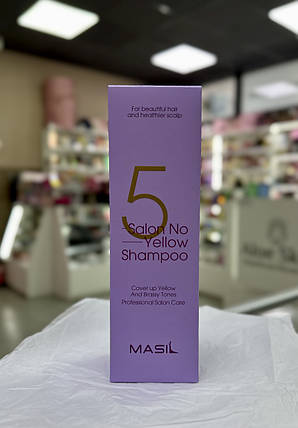 For beautiful hair
and healthier scalp
5
Salon No
Yellow
Shampoo
Cover up Yellow
And Brassy Tones
Professional Salon Care
MASIL